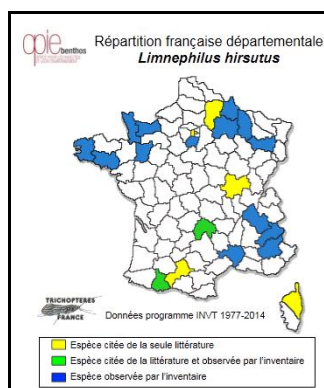 opie/benthos
Répartition française départementale
Limnephilus hirsutus
TRICHOPTERES
DE FRANCE
Données programme INVT 1977-2014
Espèce citée de la seule littérature
Espèce citée de la littérature et observée par l'inventaire
Espèce observée par l'inventaire